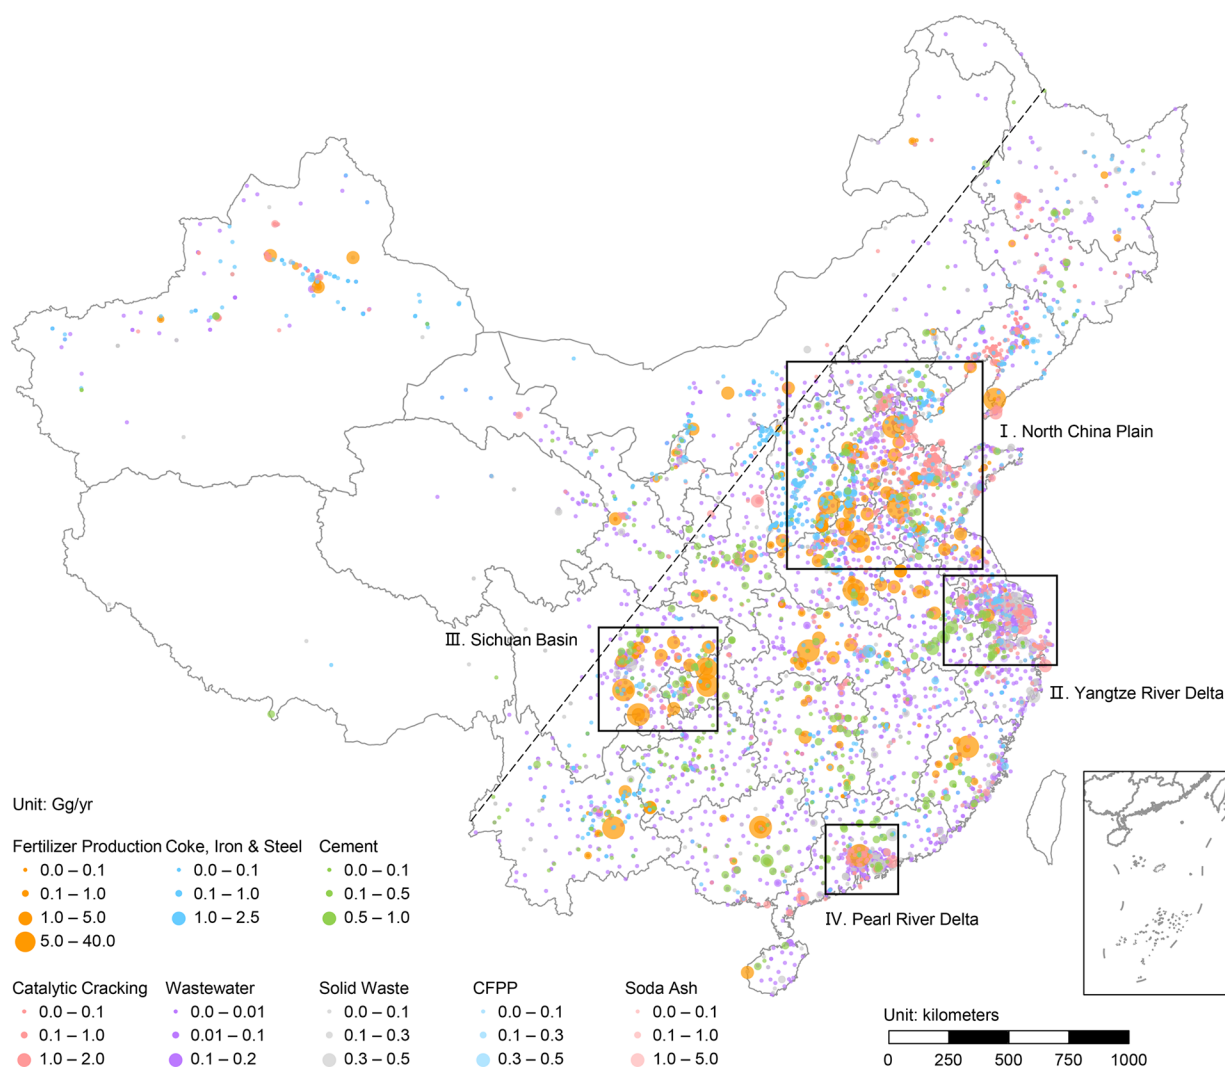 Ⅰ. North China Plain
Ⅲ. Sichuan Basin
Ⅱ. Yangtze River Delta
Ⅳ. Pearl River Delta
Unit: Gg/yr
Fertilizer Production Coke, Iron & Steel Cement
0.0 – 0.1 0.0 – 0.1 0.0 – 0.1
0.1 – 1.0 0.1 – 1.0 0.1 – 0.5
1.0 – 5.0 1.0 – 2.5 0.5 – 1.0
5.0 – 40.0
Catalytic Cracking Wastewater Solid Waste CFPP Soda Ash
0.0 – 0.1 0.0 – 0.01 0.0 – 0.1 0.0 – 0.1 0.0 – 0.1
0.1 – 1.0 0.01 – 0.1 0.1 – 0.3 0.1 – 0.3 0.1 – 1.0
1.0 – 2.0 0.1 – 0.2 0.3 – 0.5 0.3 – 0.5 1.0 – 5.0
Unit: kilometers
0 250 500 750 1000